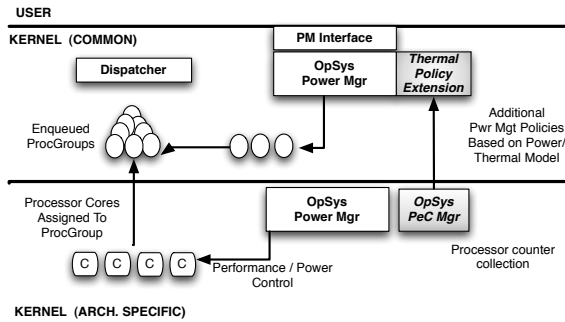 USER
KERNEL (COMMON)
PM Interface
Dispatcher
OpSys
Power Mgr
Thermal
Policy
Extension
Enqueued
ProcGroups
Additional
Pwr Mgt Policies
Based on Power/
Thermal Model
Processor Cores
Assigned To
ProcGroup
OpSys
Power Mgr
OpSys
PeC Mgr
C C C C
Performance / Power
Control
Processor counter
collection
KERNEL (ARCH. SPECIFIC)